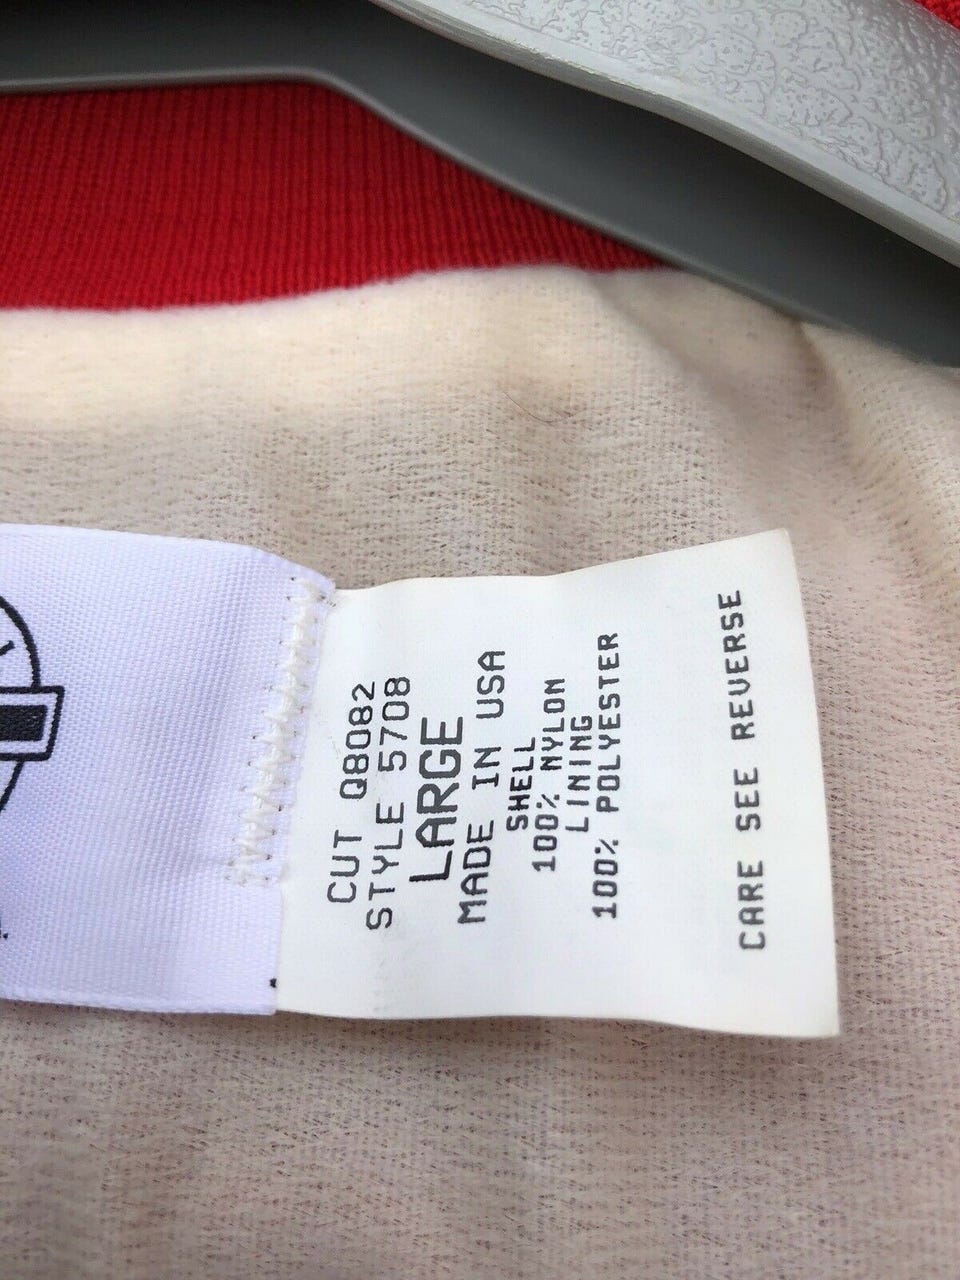 CUT Q8082
STYLE 5708
LARGE
MADE IN USA
SHELL
100% NYLON
LINING
100% POLYESTER
CARE SEE REVERSE